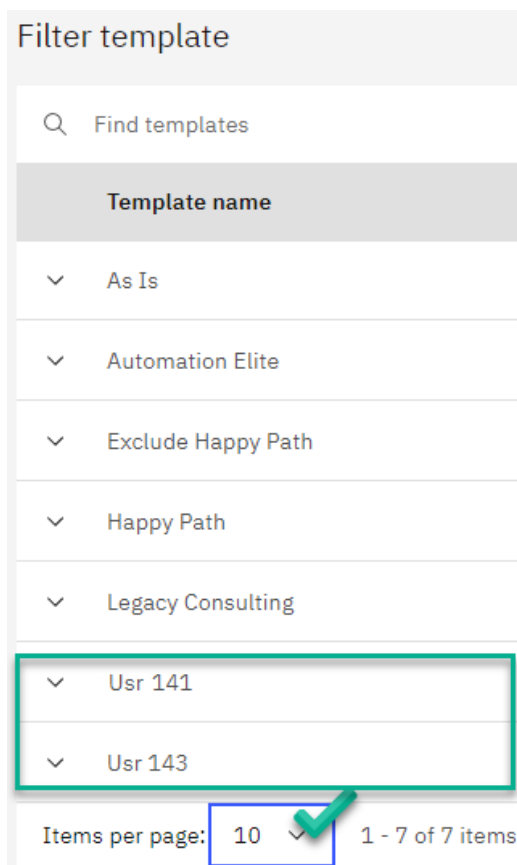 Filter template
Find templates
Template name
As Is
Automation Elite
Exclude Happy Path
Happy Path
Legacy Consulting
Usr 141
Usr 143
Items per page: 10 1 - 7 of 7 items